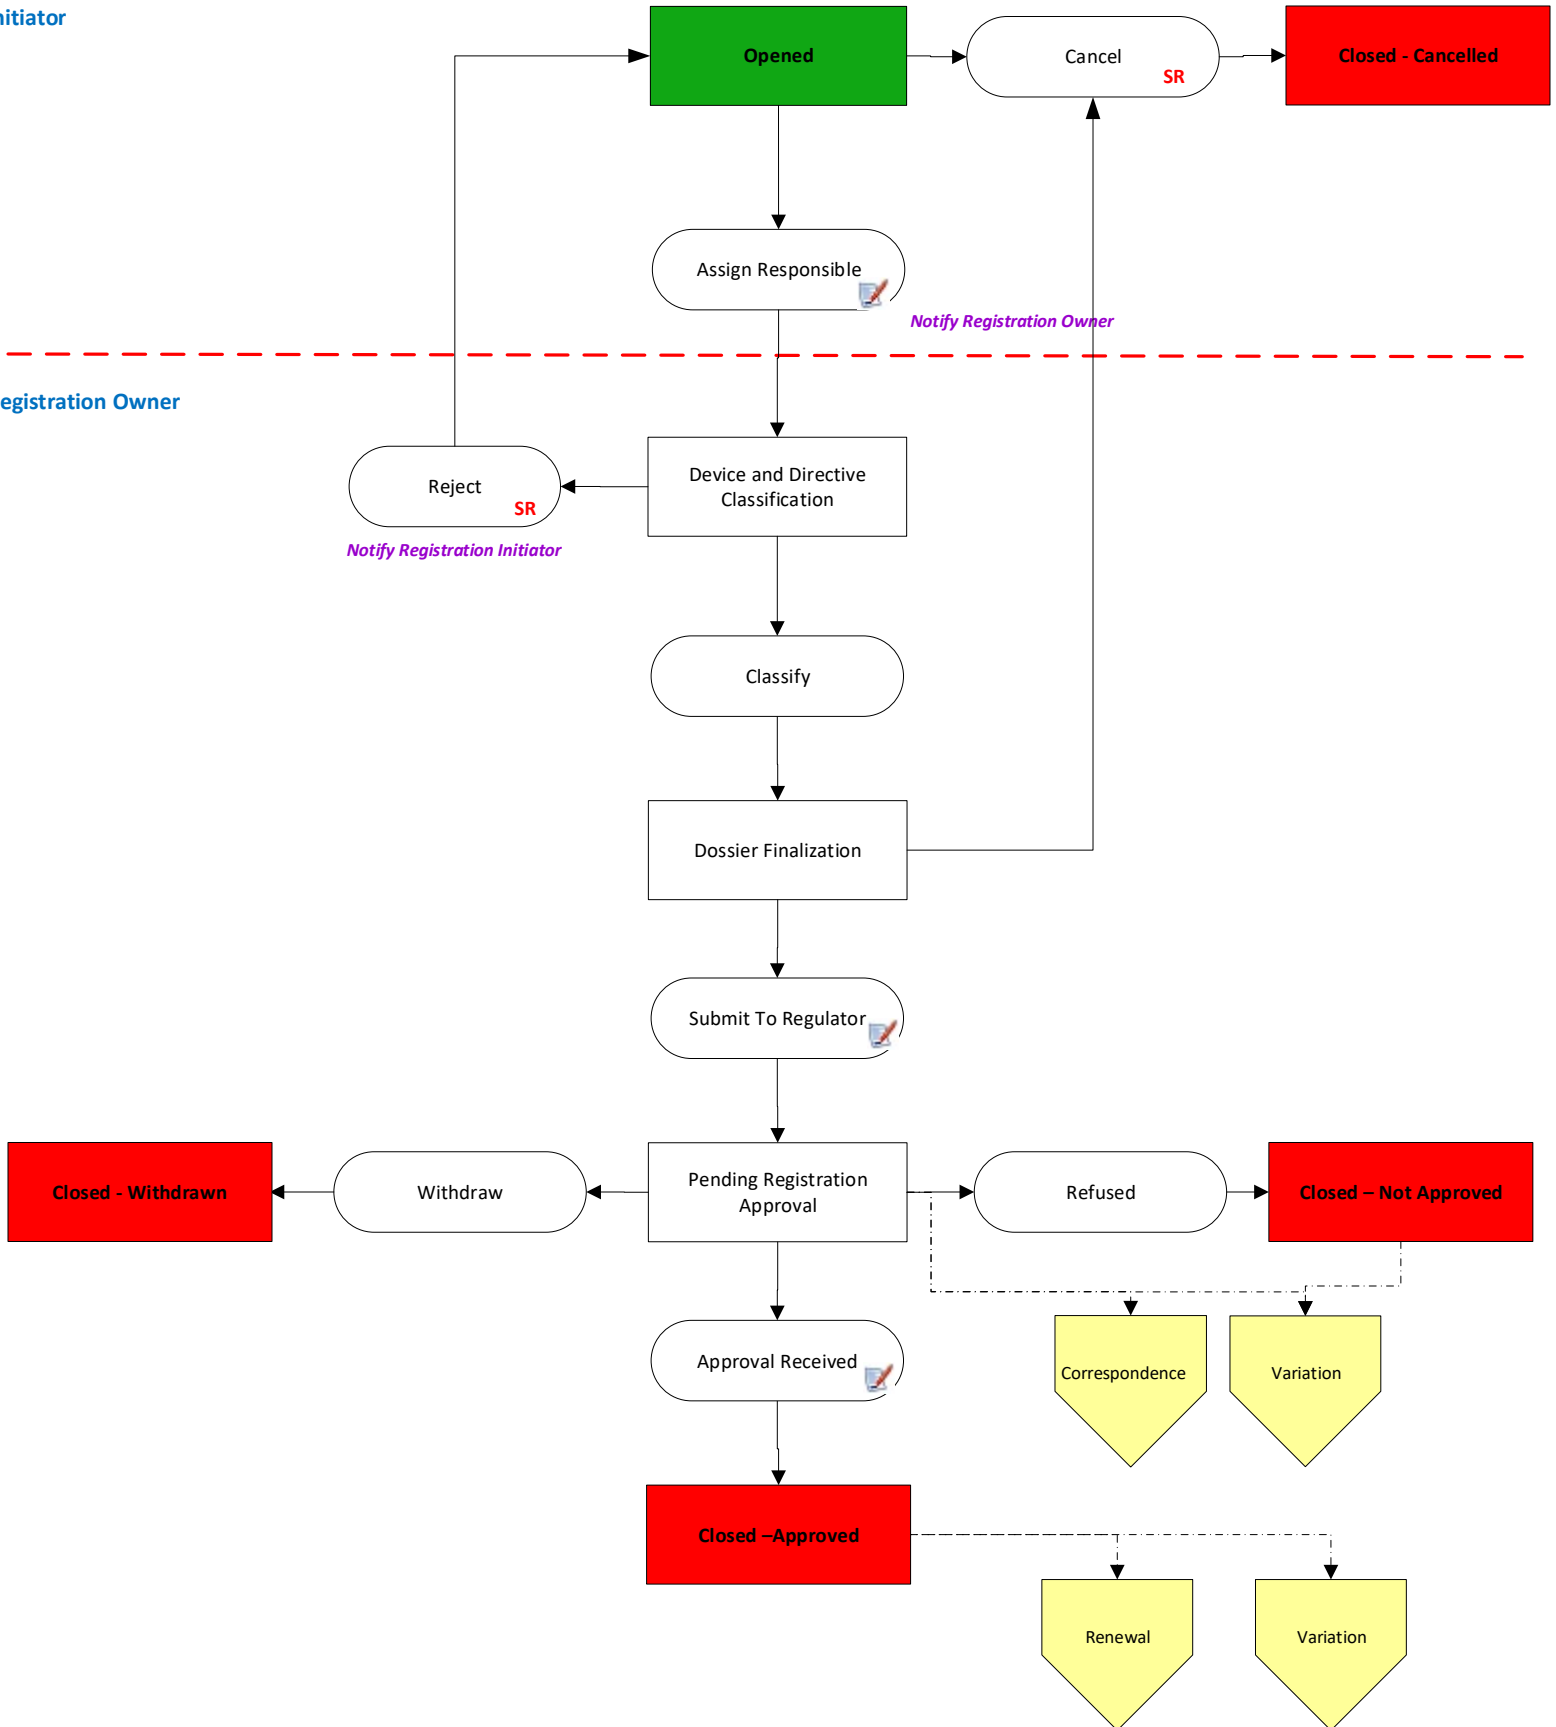 nitiator
Opened
Cancel
SR
Closed - Cancelled
Assign Responsible
Notify Registration Owner
egistration Owner
Reject
SR
Device and Directive
Classification
Notify Registration Initiator
Classify
Dossier Finalization
Submit To Regulator
Closed - Withdrawn
Withdraw
Pending Registration
Approval
Refused
Closed – Not Approved
Approval Received
Correspondence
Variation
Closed –Approved
Renewal
Variation